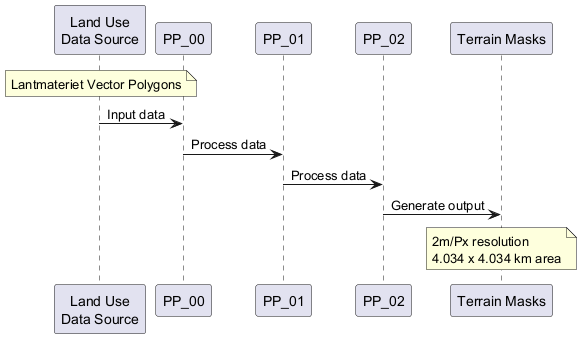 Land Use
Data Source
PP_00
PP_01
PP_02
Terrain Masks
Lantmateriet Vector Polygons
Input data
Process data
Process data
Generate output
2m/Px resolution
4.034 x 4.034 km area
Land Use
Data Source
PP_00
PP_01
PP_02
Terrain Masks